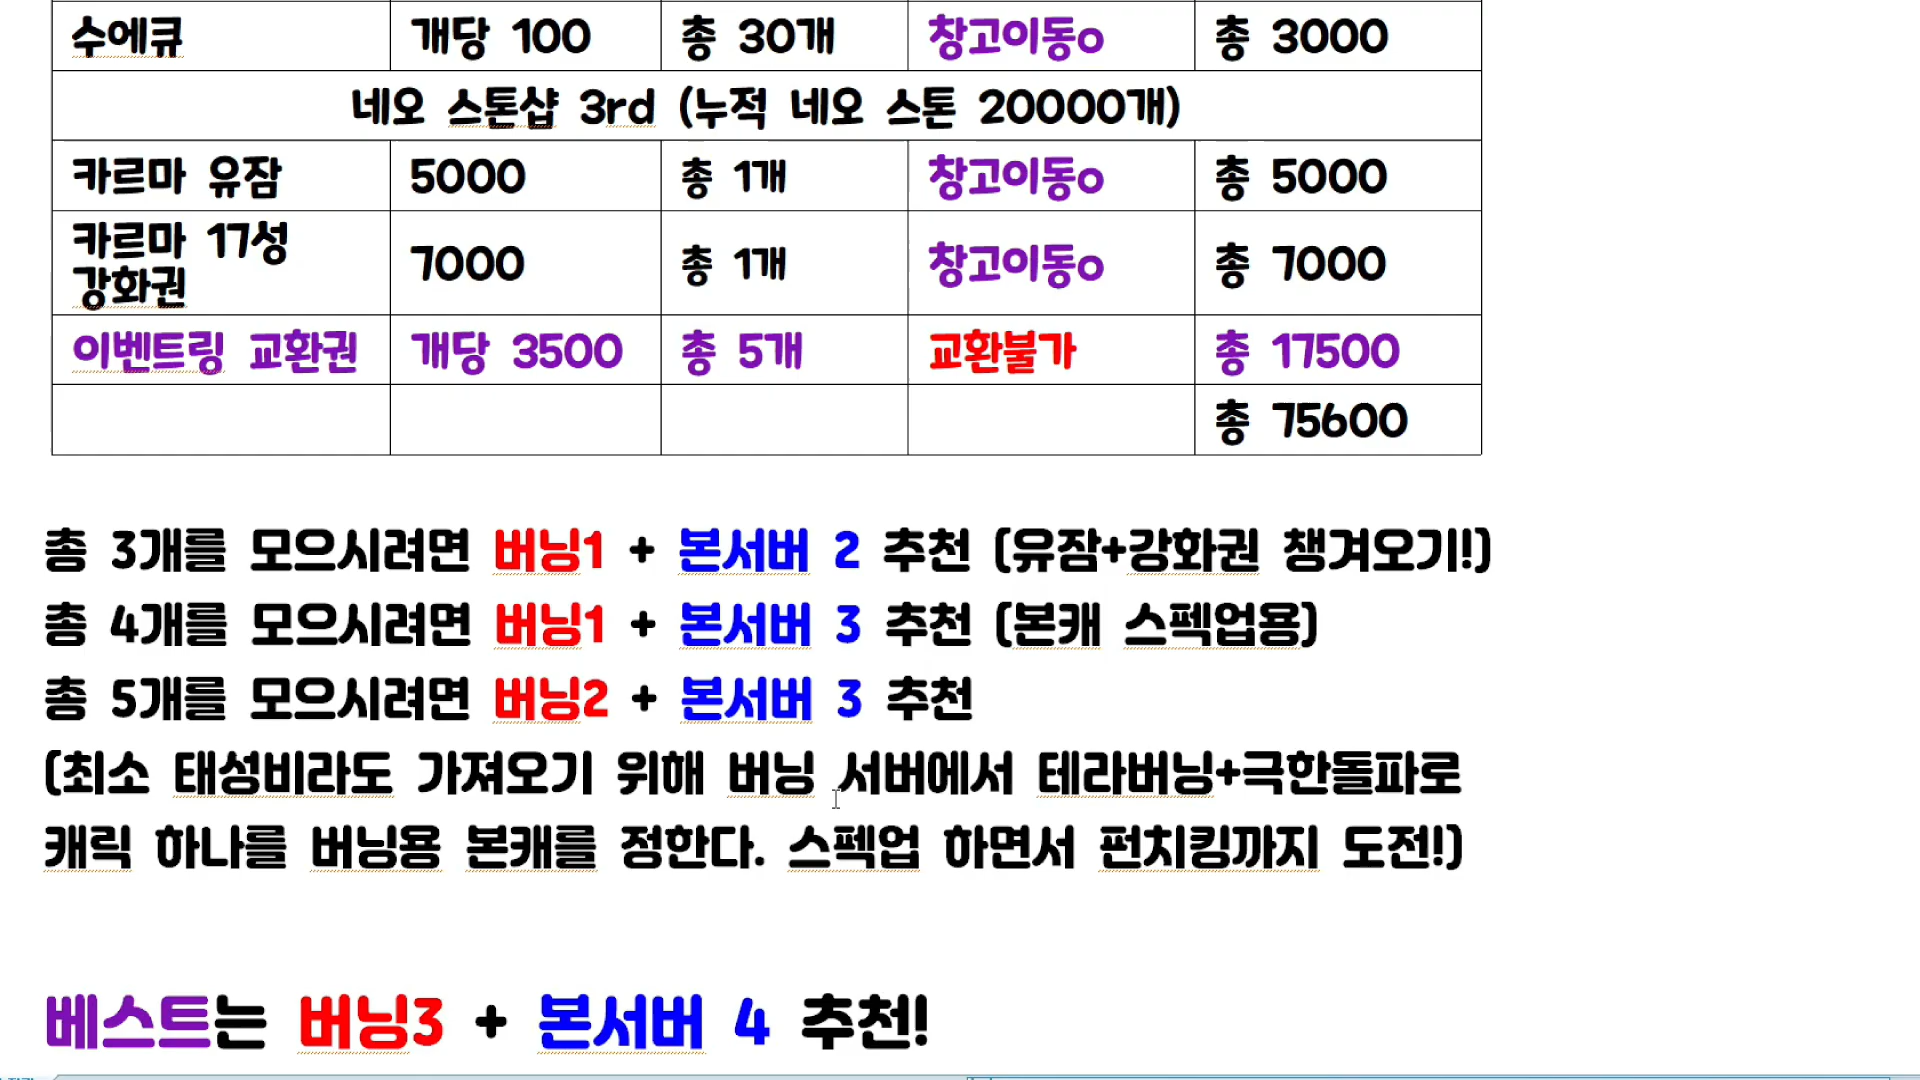 수에큐 개당 100 총 30개 창고이동o 총 3000
네오 스톤샵 3rd (누적 네오 스톤 20000개)
카르마 유잠 5000 총 1개 창고이동o 총 5000
카르마 17성
강화권 7000 총 1개 창고이동o 총 7000
이벤트링 교환권 개당 3500 총 5개 교환불가 총 17500
총 75600
총 3개를 모으시려면 버닝1 + 본서버 2 추천 (유잠+강화권 챙겨오기!)
총 4개를 모으시려면 버닝1 + 본서버 3 추천 (본캐 스펙업용)
총 5개를 모으시려면 버닝2 + 본서버 3 추천
(최소 태성비라도 가져오기 위해 버닝 서버에서 테라버닝+극한돌파로
캐릭 하나를 버닝용 본캐를 정한다. 스펙업 하면서 펀치킹까지 도전!)
베스트는 버닝3 + 본서버 4 추천!